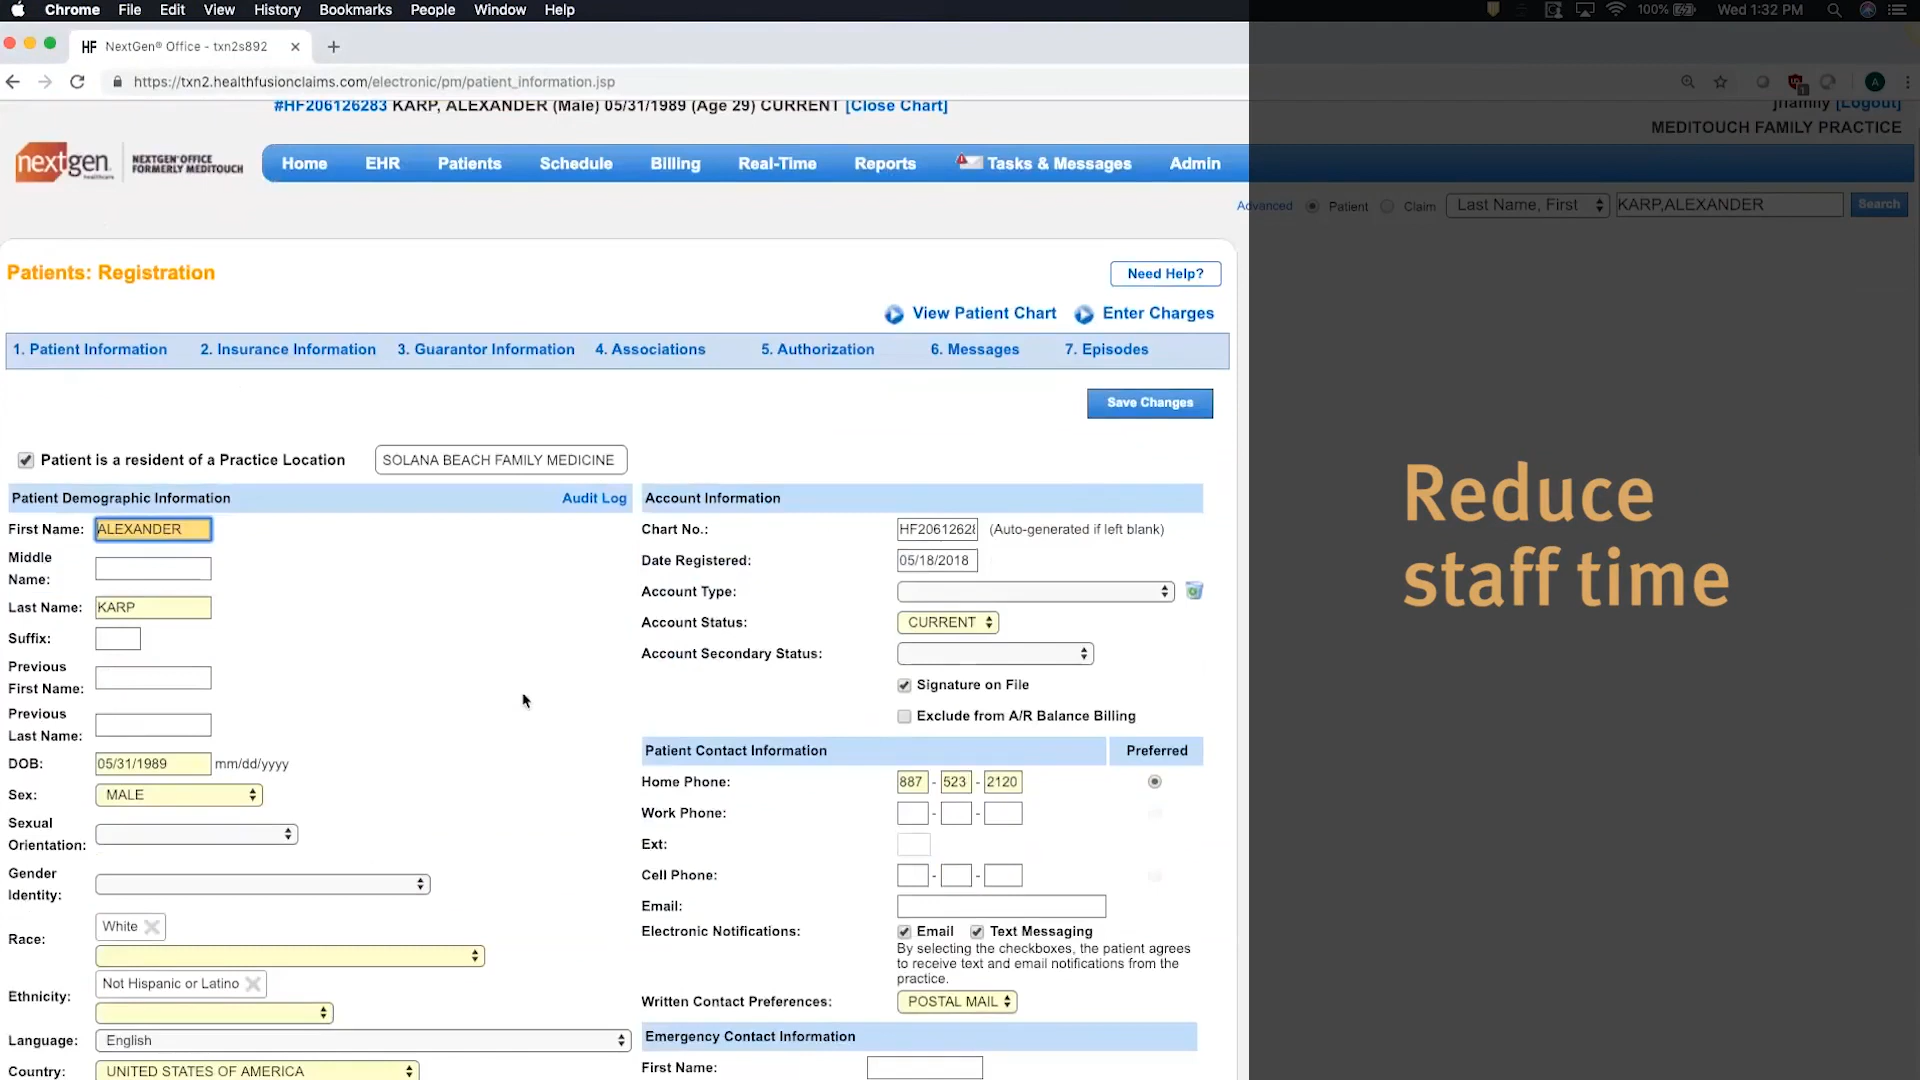 Chrome File Edit View History Bookmarks People Window Help
100% Wed 1:32 PM
HF NextGen® Office - txn2s892
https://txn2.healthfusionclaims.com/electronic/pm/patient_information.jsp
#HF206126283 KARP, ALEXANDER (Male) 05/31/1989 (Age 29) CURRENT [Close Chart]
[Logout]
MEDITOUCH FAMILY PRACTICE
nextgen healthcare
NEXTGEN® OFFICE
FORMERLY MEDITOUCH
Home EHR Patients Schedule Billing Real-Time Reports Tasks & Messages Admin
Advanced Patient Claim Last Name, First KARP,ALEXANDER Search
Patients: Registration
Need Help?
View Patient Chart Enter Charges
1. Patient Information 2. Insurance Information 3. Guarantor Information 4. Associations 5. Authorization 6. Messages 7. Episodes
Save Changes
Patient is a resident of a Practice Location SOLANA BEACH FAMILY MEDICINE
Patient Demographic Information Audit Log
First Name: ALEXANDER
Middle
Name:
Last Name: KARP
Suffix:
Previous
First Name:
Previous
Last Name:
DOB: 05/31/1989 mm/dd/yyyy
Sex: MALE
Sexual
Orientation:
Gender
Identity:
White
Race:
Not Hispanic or Latino
Ethnicity:
Language: English
Country: UNITED STATES OF AMERICA
Account Information
Chart No.: HF20612628 (Auto-generated if left blank)
Date Registered: 05/18/2018
Account Type:
Account Status: CURRENT
Account Secondary Status:
Signature on File
Exclude from A/R Balance Billing
Patient Contact Information Preferred
Home Phone: 887 - 523 - 2120
Work Phone: - -
Ext:
Cell Phone: - -
Email:
Electronic Notifications: Email Text Messaging
By selecting the checkboxes, the patient agrees
to receive text and email notifications from the
practice.
Written Contact Preferences: POSTAL MAIL
Emergency Contact Information
First Name:
Reduce
staff time